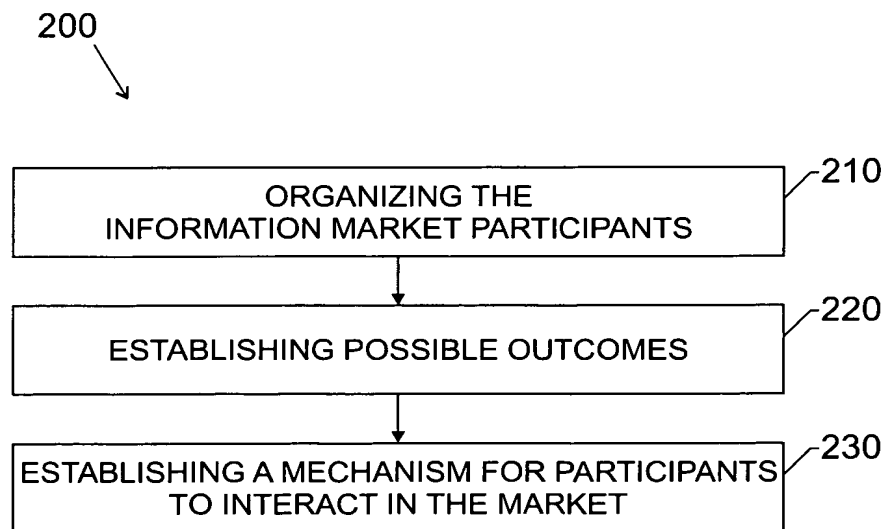 200
210
ORGANIZING THE
INFORMATION MARKET PARTICIPANTS
220
ESTABLISHING POSSIBLE OUTCOMES
230
ESTABLISHING A MECHANISM FOR PARTICIPANTS
TO INTERACT IN THE MARKET